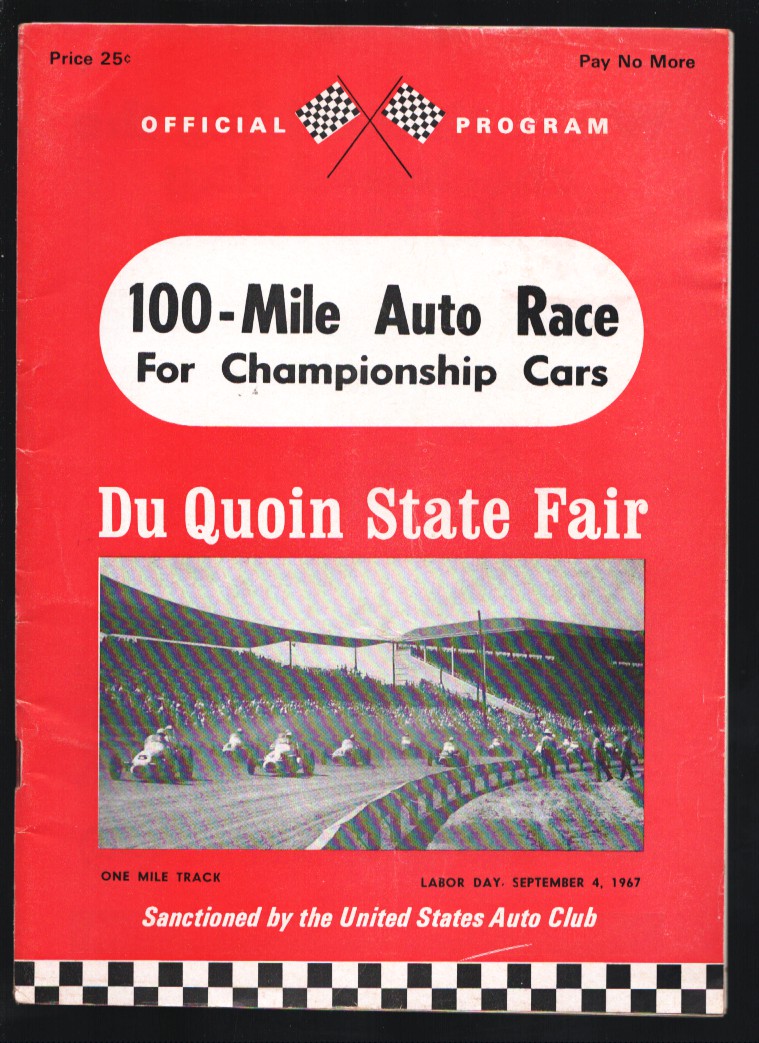 Price 25¢
Pay No More
OFFICIAL PROGRAM
100-Mile Auto Race
For Championship Cars
Du Quoin State Fair
ONE MILE TRACK
LABOR DAY. SEPTEMBER 4, 1967
Sanctioned by the United States Auto Club